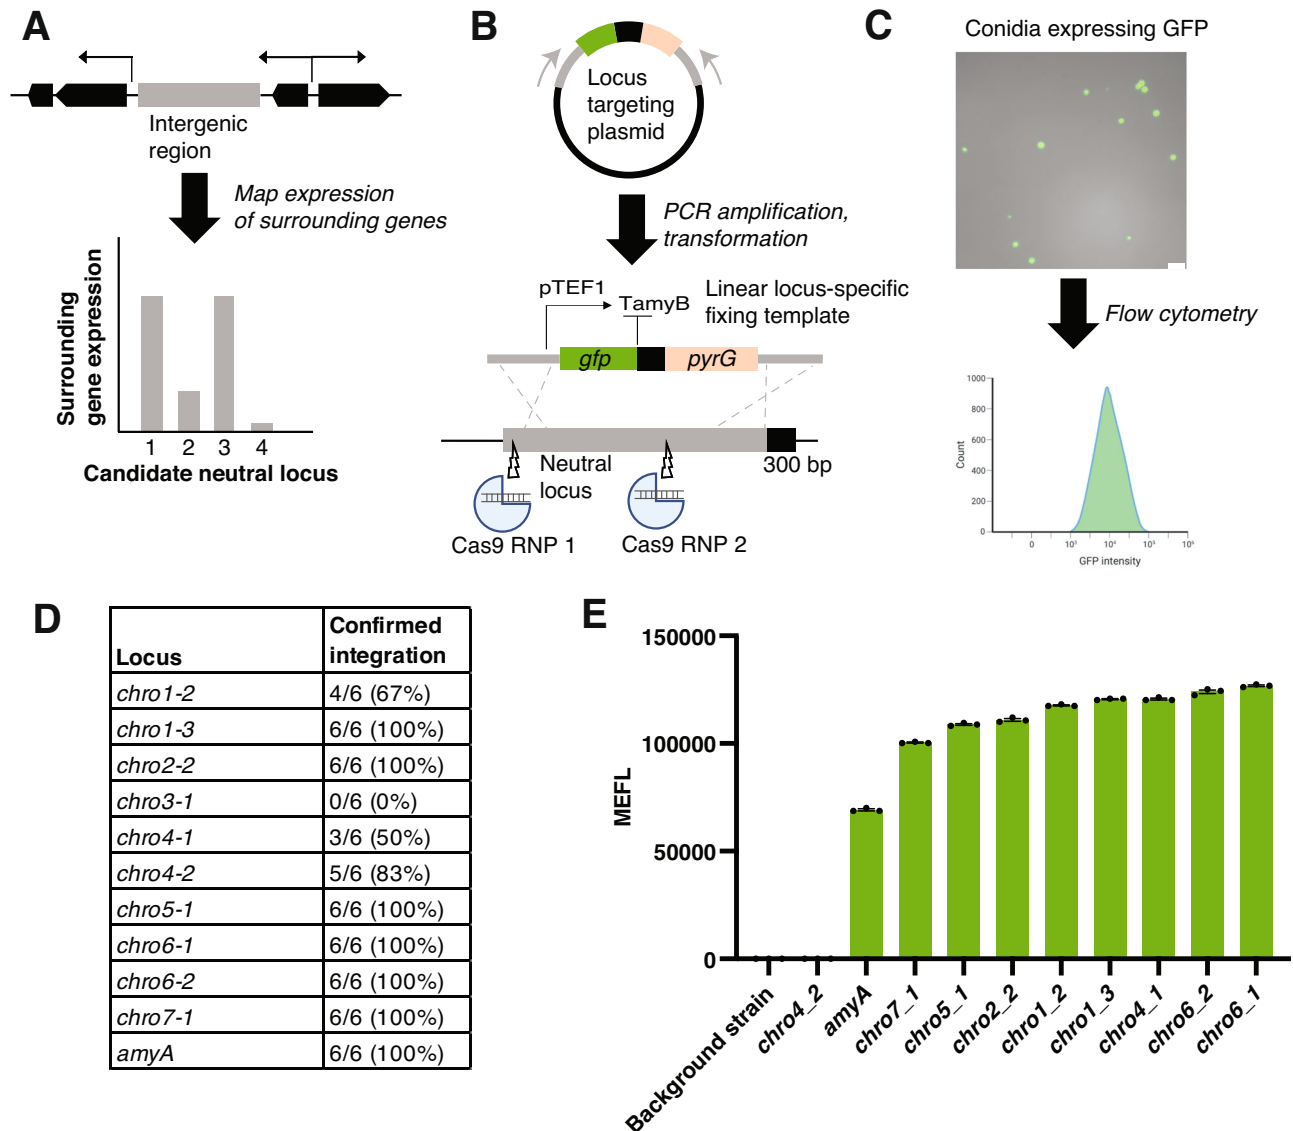 A
Intergenic
region
Map expression
of surrounding genes
Surrounding
gene expression
1 2 3 4
Candidate neutral locus
B
Locus
targeting
plasmid
PCR amplification,
transformation
pTEF1
TamyB
Linear locus-specific
fixing template
gfp
pyrG
Neutral
locus
300 bp
Cas9 RNP 1
Cas9 RNP 2
C
Conidia expressing GFP
Flow cytometry
Count
1000
800
600
400
200
0
0 10³ 10⁴ 10⁵ 10⁶
GFP intensity
D
Locus Confirmed integration
chro1-2 4/6 (67%)
chro1-3 6/6 (100%)
chro2-2 6/6 (100%)
chro3-1 0/6 (0%)
chro4-1 3/6 (50%)
chro4-2 5/6 (83%)
chro5-1 6/6 (100%)
chro6-1 6/6 (100%)
chro6-2 6/6 (100%)
chro7-1 6/6 (100%)
amyA 6/6 (100%)
E
MEFL
150000
100000
50000
0
Background strain
chro4_2
amyA
chro7_1
chro5_1
chro2_2
chro1_2
chro1_3
chro4_1
chro6_2
chro6_1